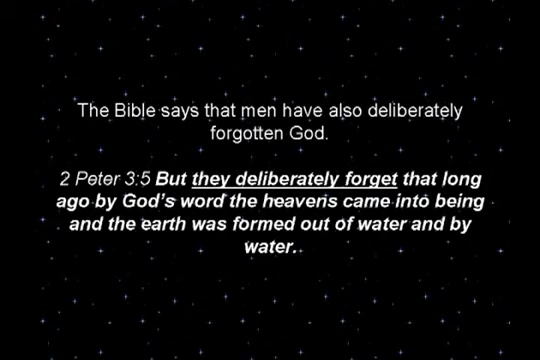 The Bible says that men have also deliberately
forgotten God.
2 Peter 3:5 But they deliberately forget that long
ago by God's word the heavens came into being
and the earth was formed out of water and by
water.